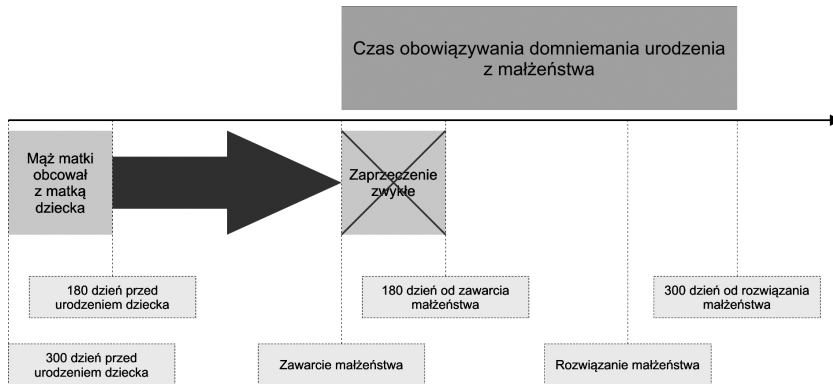 Czas obowiązywania domniemania urodzenia
z małżeństwa
Mąż matki
obcował
z matką
dziecka
Zaprzeczenie
zwykłe
180 dzień przed
urodzeniem dziecka
180 dzień od zawarcia
małżeństwa
300 dzień od rozwiązania
małżeństwa
300 dzień przed
urodzeniem dziecka
Zawarcie małżeństwa
Rozwiązanie małżeństwa